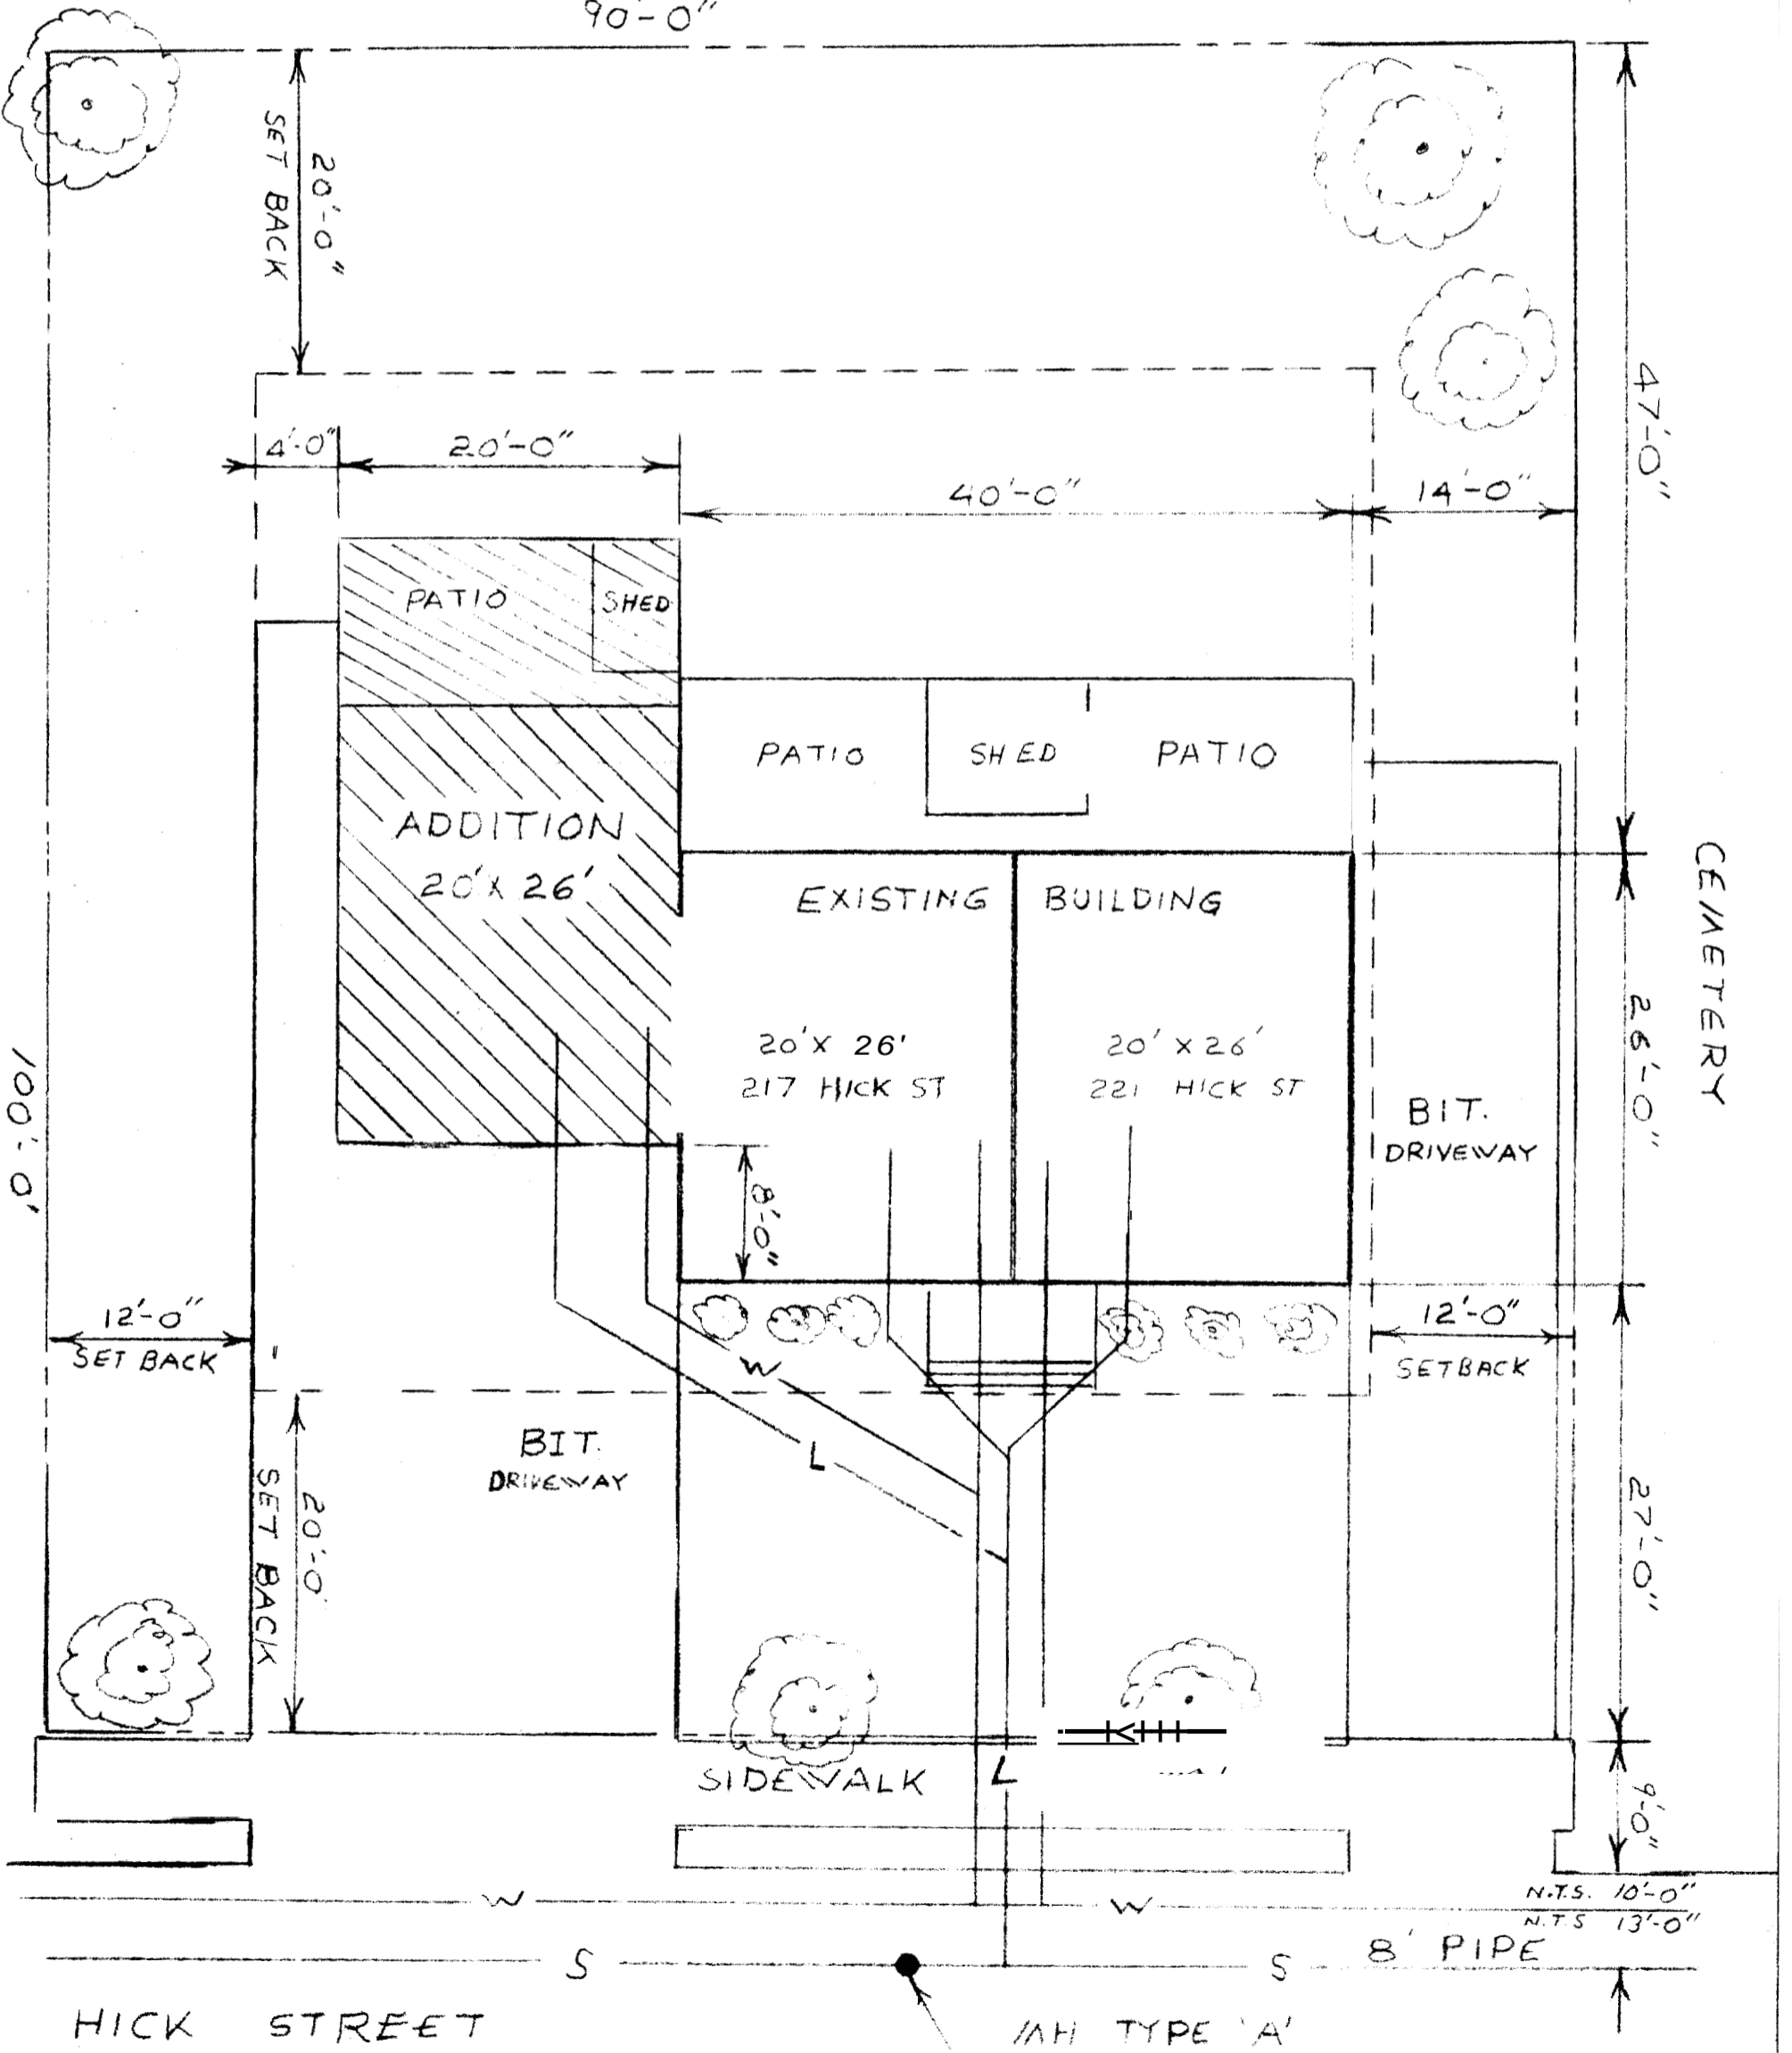 90'-0"
SET BACK
20'-0"
47'-0"
4'-0"
20'-0"
40'-0"
14'-0"
PATIO
SHED
PATIO
SHED
PATIO
ADDITION
20'X 26'
EXISTING BUILDING
CEMETERY
20'X 26'
217 HICK ST
20' X 26'
221 HICK ST
26'-0"
BIT.
DRIVEWAY
100'-0'
8'-0"
12'-0"
SET BACK
12'-0"
SETBACK
W
L
BIT.
DRIVEWAY
SET BACK
20'-0'
27'-0"
SIDEWALK
L
9'-0"
W
W
N.T.S. 10'-0"
N.T.S 13'-0"
S
S
8' PIPE
HICK STREET
MH TYPE 'A'